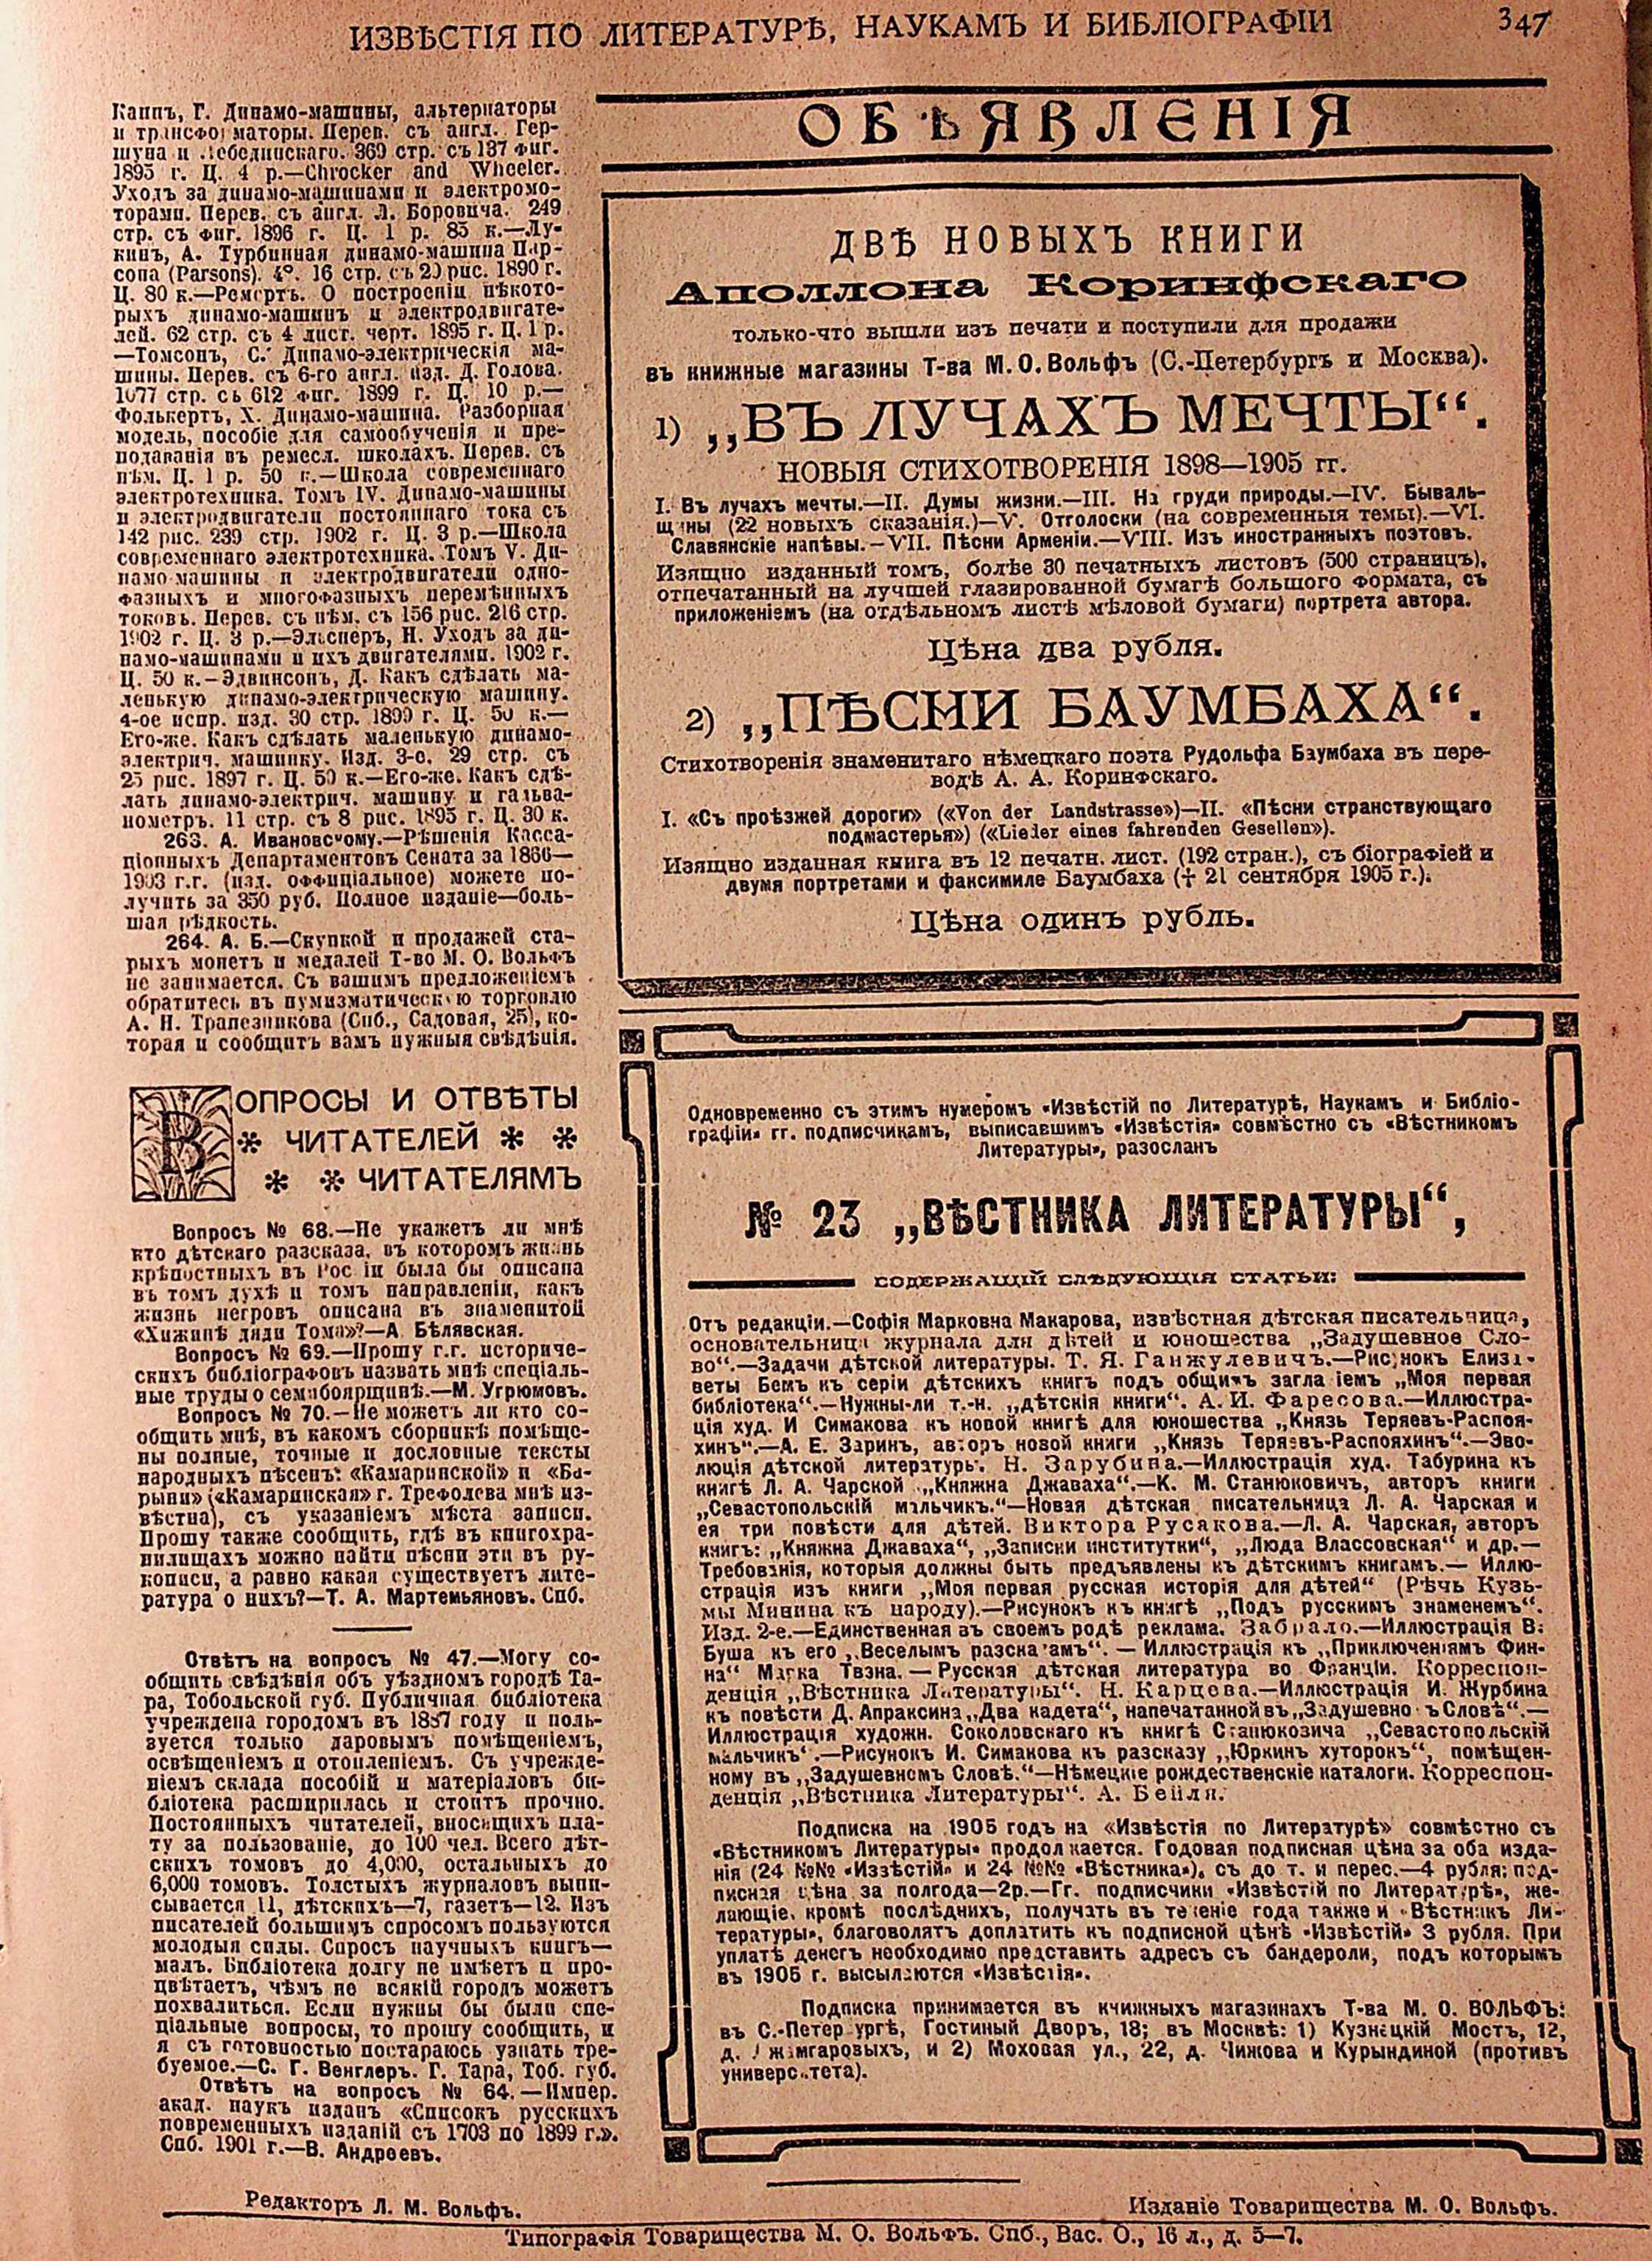 ИЗВѢСТІЯ ПО ЛИТЕРАТУРѢ, НАУКАМЪ И БИБЛІОГРАФІИ
347
Каппъ, Г. Динамо-машины, альтернаторы
и трансформаторы. Перев. съ англ. Гер-
шуна и Лебединскаго. 369 стр. съ 137 фиг.
1895 г. Ц. 4 р.—Chrocker and Wheeler.
Уходъ за динамо-машинами и электромо-
торами. Перев. съ англ. Л. Боровича. 249
стр. съ фиг. 1896 г. Ц. 1 р. 85 к.—Лу-
кинъ, А. Турбинная динамо-машина Пар-
сона (Parsons). 4°. 16 стр. съ 20 рис. 1890 г.
Ц. 80 к.—Ремертъ. О построеніи нѣкото-
рыхъ динамо-машинъ и электродвигате-
лей. 62 стр. съ 4 лист. черт. 1895 г. Ц. 1 р.
—Томсонъ, С. Динамо-электрическія ма-
шины. Перев. съ 6-го англ. изд. Д. Голова.
1077 стр. съ 612 фиг. 1899 г. Ц. 10 р.—
Фолькертъ, X. Динамо-машина. Разборная
модель, пособіе для самообученія и пре-
подаванія въ ремесл. школахъ. Перев. съ
нѣм. Ц. 1 р. 50 к.—Школа современнаго
электротехника. Томъ IV. Динамо-машины
и электродвигатели постояннаго тока съ
142 рис. 239 стр. 1902 г. Ц. 3 р.—Школа
современнаго электротехника. Томъ V. Ди-
намо-машины и электродвигатели одно-
фазныхъ и многофазныхъ перемѣнныхъ
токовъ. Перев. съ нѣм. съ 156 рис. 216 стр.
1902 г. Ц. 3 р.—Эльснеръ, Н. Уходъ за ди-
намо-машинами и ихъ двигателями. 1902 г.
Ц. 50 к.—Эдвинсонъ, Д. Какъ сдѣлать ма-
ленькую динамо-электрическую машину.
4-ое испр. изд. 30 стр. 1899 г. Ц. 50 к.—
Его-же. Какъ сдѣлать маленькую динамо-
электрич. машинку. Изд. 3-е. 29 стр. съ
25 рис. 1897 г. Ц. 50 к.—Его-же. Какъ сдѣ-
лать динамо-электрич. машину и гальва-
нометръ. 11 стр. съ 8 рис. 1895 г. Ц. 30 к.
263. А. Ивановскому.—Рѣшенія Касса-
ціонныхъ Департаментовъ Сената за 1866—
1903 г.г. (изд. оффиціальное) можете по-
лучить за 350 руб. Полное изданіе—боль-
шая рѣдкость.
264. А. Б.—Скупкой и продажей ста-
рыхъ монетъ и медалей Т-во М. О. Вольфъ
не занимается. Съ вашимъ предложеніемъ
обратитесь въ нумизматическую торговлю
А. Н. Трапезникова (Спб., Садовая, 25), ко-
торая и сообщитъ вамъ нужныя свѣдѣнія.
ВОПРОСЫ И ОТВѢТЫ
ЧИТАТЕЛЕЙ
ЧИТАТЕЛЯМЪ
Вопросъ № 68.—Не укажетъ ли мнѣ
кто дѣтскаго разсказа, въ которомъ жизнь
крѣпостныхъ въ Россіи была бы описана
въ томъ духѣ и томъ направленіи, какъ
жизнь негровъ описана въ знаменитой
«Хижинѣ дяди Тома»?—А. Бѣлявская.
Вопросъ № 69.—Прошу г.г. историче-
скихъ библіографовъ назвать мнѣ спеціаль-
ные труды о семибоярщинѣ.—М. Угрюмовъ.
Вопросъ № 70.—Не можетъ ли кто со-
общить мнѣ, въ какомъ сборникѣ помѣще-
ны полные, точные и дословные тексты
народныхъ пѣсенъ: «Камаринской» и «Ба-
рыни» («Камаринская» г. Трефолева мнѣ из-
вѣстна), съ указаніемъ мѣста записи.
Прошу также сообщить, гдѣ въ книгохра-
нилищахъ можно найти пѣсни эти въ ру-
кописи, а равно какая существуетъ лите-
ратура о нихъ?—Т. А. Мартемьяновъ. Спб.
Отвѣтъ на вопросъ № 47.—Могу со-
общить свѣдѣнія объ уѣздномъ городѣ Та-
ра, Тобольской губ. Публичная библіотека
учреждена городомъ въ 1887 году и поль-
зуется только даровымъ помѣщеніемъ,
освѣщеніемъ и отопленіемъ. Съ учрежде-
ніемъ склада пособій и матеріаловъ би-
бліотека расширилась и стоитъ прочно.
Постоянныхъ читателей, вносящихъ пла-
ту за пользованіе, до 100 чел. Всего дѣт-
скихъ томовъ до 4,000, остальныхъ до
6,000 томовъ. Толстыхъ журналовъ выпи-
сывается 11, дѣтскихъ—7, газетъ—12. Изъ
писателей большимъ спросомъ пользуются
молодыя силы. Спросъ научныхъ книгъ—
малъ. Библіотека долгу не имѣетъ и про-
цвѣтаетъ, чѣмъ не всякій городъ можетъ
похвалиться. Если нужны бы были спе-
ціальные вопросы, то прошу сообщить, и
я съ готовностью постараюсь узнать тре-
буемое.—С. Г. Венглеръ. Г. Тара, Тоб. губ.
Отвѣтъ на вопросъ № 64.—Импер.
акад. наукъ изданъ «Списокъ русскихъ
повременныхъ изданій съ 1703 по 1899 г.».
Спб. 1901 г.—В. Андреевъ.
ОБЪЯВЛЕНІЯ
ДВѢ НОВЫХЪ КНИГИ
Аполлона Коринфскаго
только-что вышли изъ печати и поступили для продажи
въ книжные магазины Т-ва М. О. Вольфъ (С.-Петербургъ и Москва).
1) „ВЪ ЛУЧАХЪ МЕЧТЫ“.
НОВЫЯ СТИХОТВОРЕНІЯ 1898—1905 гг.
I. Въ лучахъ мечты.—II. Думы жизни.—III. На груди природы.—IV. Бываль-
щины (22 новыхъ сказанія.)—V. Отголоски (на современныя темы).—VI.
Славянскіе напѣвы.—VII. Пѣсни Арменіи.—VIII. Изъ иностранныхъ поэтовъ.
Изящно изданный томъ, болѣе 30 печатныхъ листовъ (500 страницъ),
отпечатанный на лучшей глазированной бумагѣ большого формата, съ
приложеніемъ (на отдѣльномъ листѣ мѣловой бумаги) портрета автора.
Цѣна два рубля.
2) „ПѢСНИ БАУМБАХА“.
Стихотворенія знаменитаго нѣмецкаго поэта Рудольфа Баумбаха въ пере-
водѣ А. А. Коринфскаго.
I. «Съ проѣзжей дороги» («Von der Landstrasse»)—II. «Пѣсни странствующаго
подмастерья») («Lieder eines fahrenden Gesellen»).
Изящно изданная книга въ 12 печатн. лист. (192 стран.), съ біографіей и
двумя портретами и факсимиле Баумбаха († 21 сентября 1905 г.).
Цѣна одинъ рубль.
Одновременно съ этимъ нумеромъ «Извѣстій по Литературѣ, Наукамъ и Библіо-
графіи» гг. подписчикамъ, выписавшимъ «Извѣстія» совмѣстно съ «Вѣстникомъ
Литературы», разосланъ
№ 23 „ВѢСТНИКА ЛИТЕРАТУРЫ“,
СОДЕРЖАЩІЙ СЛѢДУЮЩІЯ СТАТЬИ:
Отъ редакціи.—Софія Марковна Макарова, извѣстная дѣтская писательница,
основательница журнала для дѣтей и юношества „Задушевное Сло-
во“.—Задачи дѣтской литературы. Т. Я. Ганжулевичъ.—Рисунокъ Елиза-
веты Бемъ къ серіи дѣтскихъ книгъ подъ общимъ заглавіемъ „Моя первая
библіотека“.—Нужны-ли т.-н. „дѣтскія книги“. А. И. Фаресова.—Иллюстра-
ція худ. И Симакова къ новой книгѣ для юношества „Князь Теряевъ-Распоя-
хинъ“.—А. Е. Заринъ, авторъ новой книги „Князь Теряевъ-Распояхинъ“.—Эво-
люція дѣтской литературы. Н. Зарубина.—Иллюстрація худ. Табурина къ
книгѣ Л. А. Чарской „Княжна Джаваха“.—К. М. Станюковичъ, авторъ книги
„Севастопольскій мальчикъ.“—Новая дѣтская писательница Л. А. Чарская и
ея три повѣсти для дѣтей. Виктора Русакова.—Л. А. Чарская, авторъ
книгъ: „Княжна Джаваха“, „Записки институтки“, „Люда Влассовская“ и др.—
Требованія, которыя должны быть предъявлены къ дѣтскимъ книгамъ.— Иллю-
страція изъ книги „Моя первая русская исторія для дѣтей“ (Рѣчь Кузь-
мы Минина къ народу).—Рисунокъ къ книгѣ „Подъ русскимъ знаменемъ“.
Изд. 2-е.—Единственная въ своемъ родѣ реклама. Забрало.—Иллюстрація В.
Буша къ его „Веселымъ разсказамъ“. — Иллюстрація къ „Приключеніямъ Фин-
на“ Марка Твэна. — Русская дѣтская литература во Франціи. Корреспон-
денція „Вѣстника Литературы“. Н. Карцева.—Иллюстрація И. Журбина
къ повѣсти Д. Апраксина „Два кадета“, напечатанной въ „Задушевномъ Словѣ“.—
Иллюстрація художн. Соколовскаго къ книгѣ Станюковича „Севастопольскій
мальчикъ“.—Рисунокъ И. Симакова къ разсказу „Юркинъ хуторокъ“, помѣщен-
ному въ „Задушевномъ Словѣ.“—Нѣмецкіе рождественскіе каталоги. Корреспон-
денція „Вѣстника Литературы“. А. Бейля.
Подписка на 1905 годъ на «Извѣстія по Литературѣ» совмѣстно съ
«Вѣстникомъ Литературы» продолжается. Годовая подписная цѣна за оба изда-
нія (24 №№ «Извѣстій» и 24 №№ «Вѣстника»), съ дост. и перес.—4 рубля; под-
писная цѣна за полгода—2р.—Гг. подписчики «Извѣстій по Литературѣ», же-
лающіе, кромѣ послѣднихъ, получать въ теченіе года также и «Вѣстникъ Ли-
тературы», благоволятъ доплатить къ подписной цѣнѣ «Извѣстій» 3 рубля. При
уплатѣ денегъ необходимо представить адресъ съ бандероли, подъ которымъ
въ 1905 г. высылаются «Извѣстія».
Подписка принимается въ книжныхъ магазинахъ Т-ва М. О. ВОЛЬФЪ:
въ С.-Петербургѣ, Гостиный Дворъ, 18; въ Москвѣ: 1) Кузнецкій Мостъ, 12,
д. Джамгаровыхъ, и 2) Моховая ул., 22, д. Чижова и Курындиной (противъ
университета).
Редакторъ Л. М. Вольфъ.
Изданіе Товарищества М. О. Вольфъ.
Типографія Товарищества М. О. Вольфъ. Спб., Вас. О., 16 л., д. 5—7.